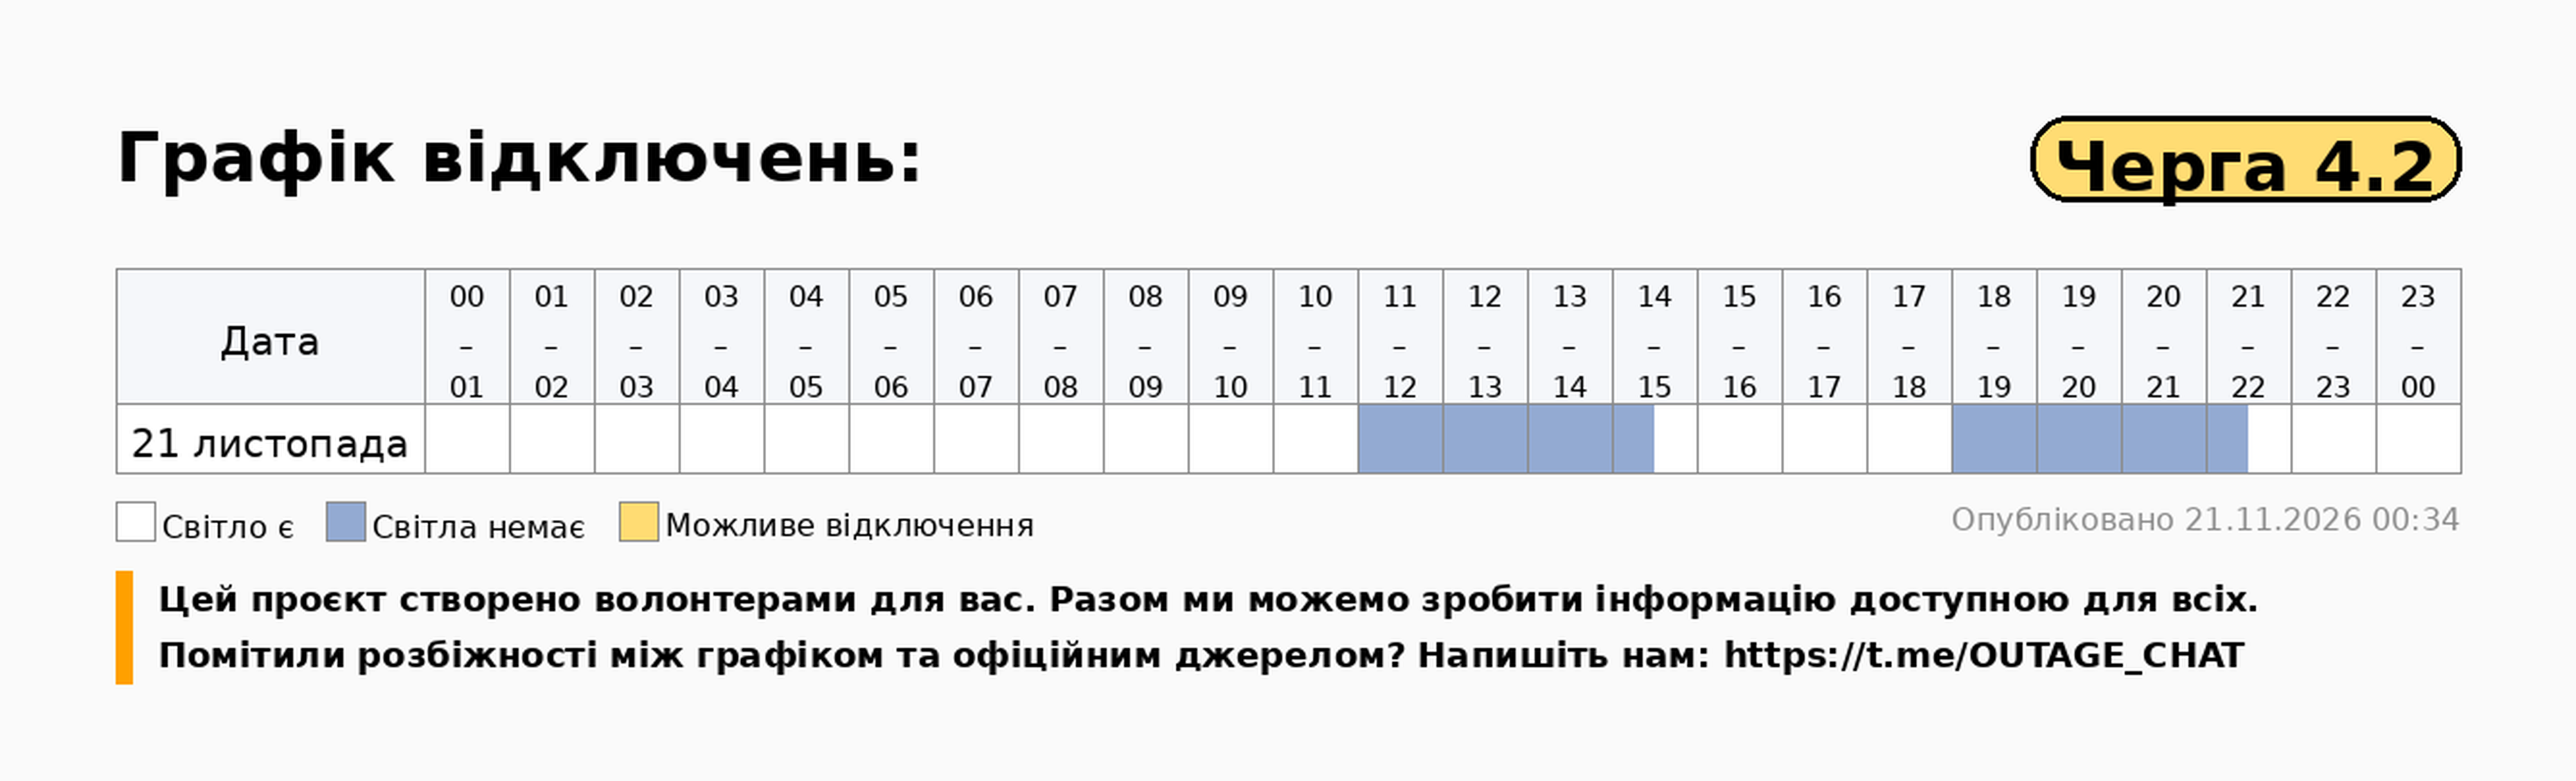 Графік відключень:
Черга 4.2
Дата
00 – 01
01 – 02
02 – 03
03 – 04
04 – 05
05 – 06
06 – 07
07 – 08
08 – 09
09 – 10
10 – 11
11 – 12
12 – 13
13 – 14
14 – 15
15 – 16
16 – 17
17 – 18
18 – 19
19 – 20
20 – 21
21 – 22
22 – 23
23 – 00
21 листопада
Світло є
Світла немає
Можливе відключення
Опубліковано 21.11.2026 00:34
Цей проєкт створено волонтерами для вас. Разом ми можемо зробити інформацію доступною для всіх.
Помітили розбіжності між графіком та офіційним джерелом? Напишіть нам: https://t.me/OUTAGE_CHAT